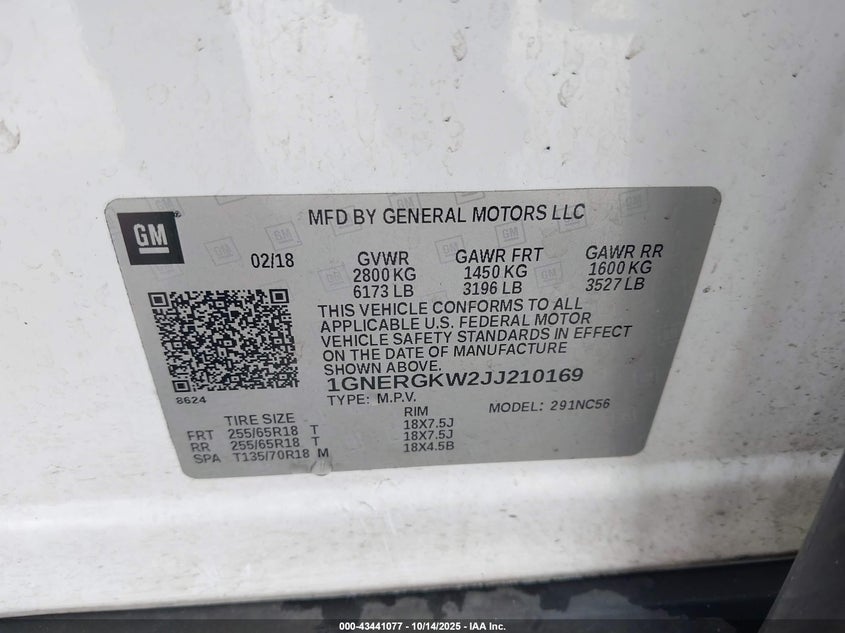 GM
MFD BY GENERAL MOTORS LLC
02/18
GVWR
2800 KG
6173 LB
GAWR FRT
1450 KG
3196 LB
GAWR RR
1600 KG
3527 LB
THIS VEHICLE CONFORMS TO ALL
APPLICABLE U.S. FEDERAL MOTOR
VEHICLE SAFETY STANDARDS IN EFFECT
ON THE DATE OF MANUFACTURE
SHOWN ABOVE.
1GNERGKW2JJ210169
8624
TYPE: M.P.V.
MODEL: 291NC56
TIRE SIZE RIM
FRT 255/65R18 T 18X7.5J
RR 255/65R18 T 18X7.5J
SPA T135/70R18 M 18X4.5B
000-43441077 - 10/14/2025 - IAA Inc.